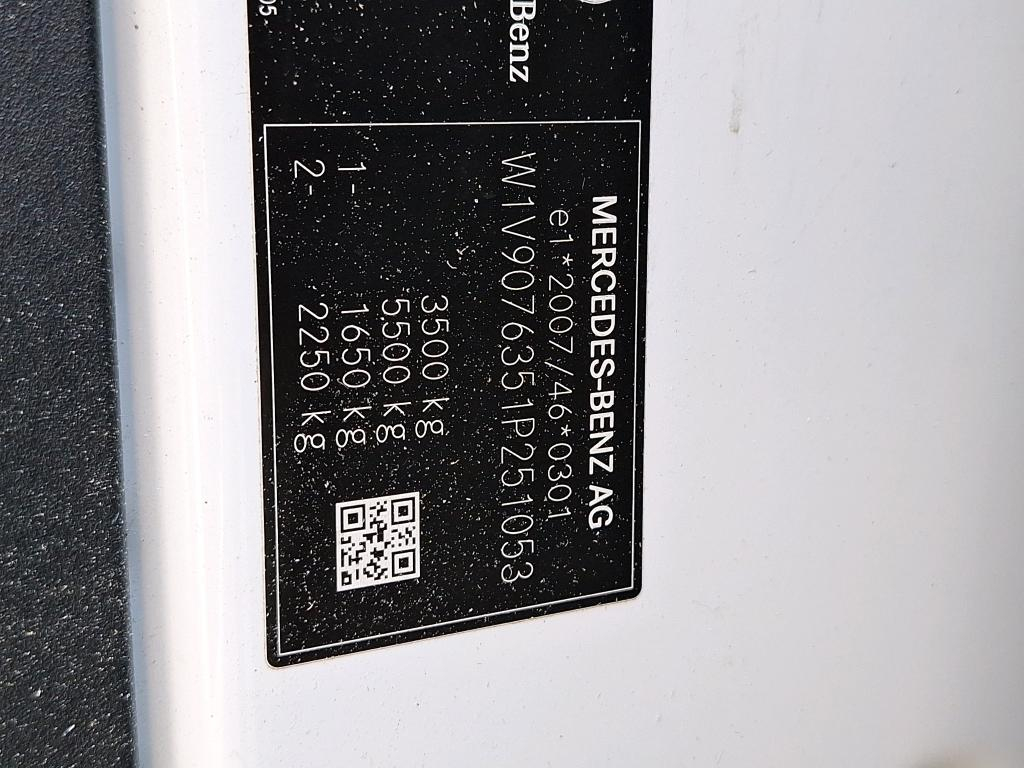 Benz
05
MERCEDES-BENZ AG
e1*2007/46*0301
W1V9076351P251053
3500 kg
5500 kg
1- 1650 kg
2- 2250 kg